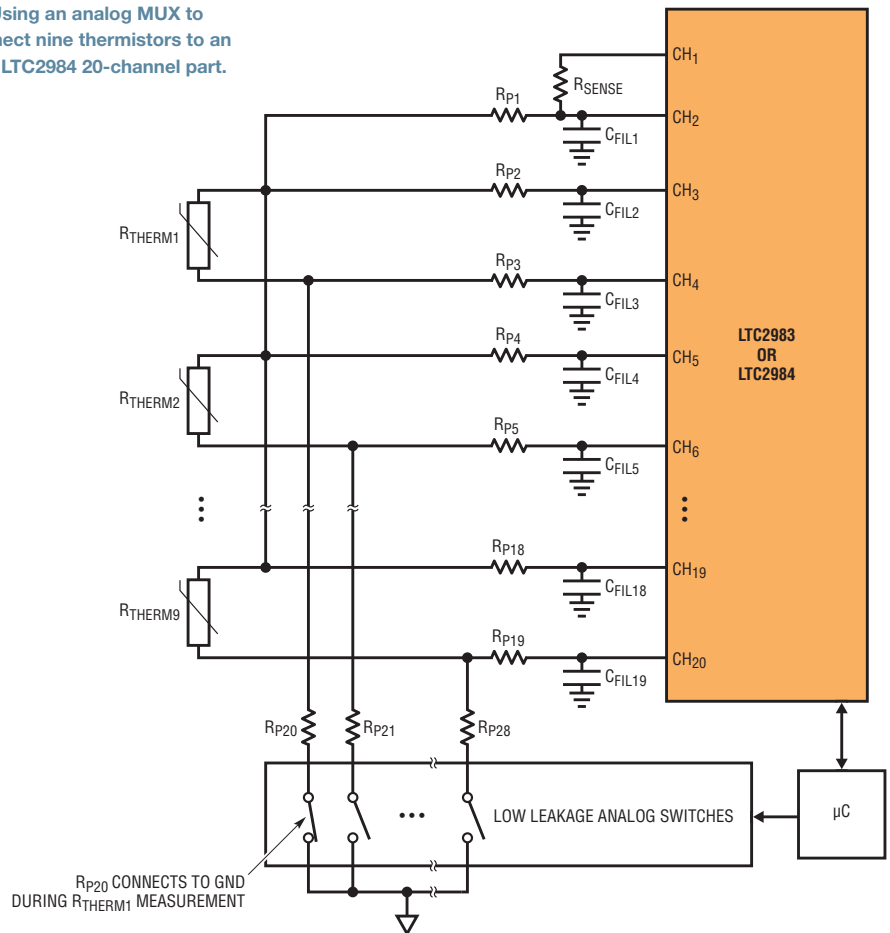 Using an analog MUX to
nect nine thermistors to an
LTC2984 20-channel part.
CH1
RSENSE
RP1
CH2
CFIL1
RP2
CH3
CFIL2
RTHERM1
RP3
CH4
CFIL3
LTC2983
OR
LTC2984
RP4
CH5
CFIL4
RTHERM2
RP5
CH6
CFIL5
RP18
CH19
CFIL18
RTHERM9
RP19
CH20
CFIL19
RP20
RP21
RP28
LOW LEAKAGE ANALOG SWITCHES
µC
RP20 CONNECTS TO GND
DURING RTHERM1 MEASUREMENT